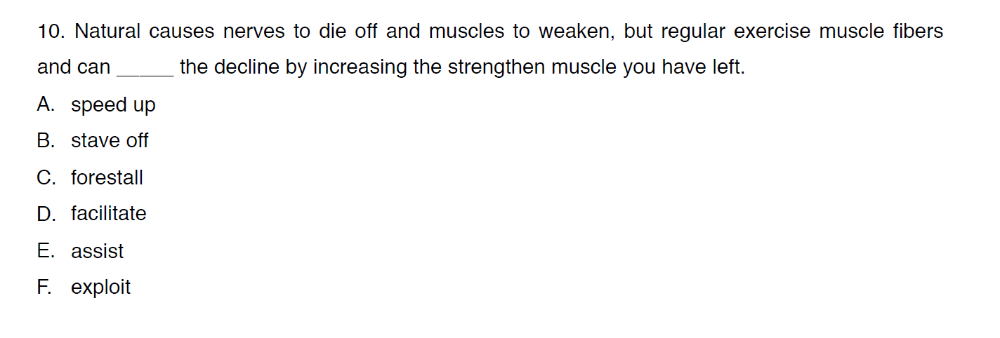 10. Natural causes nerves to die off and muscles to weaken, but regular exercise muscle fibers
and can _____ the decline by increasing the strengthen muscle you have left.
A. speed up
B. stave off
C. forestall
D. facilitate
E. assist
F. exploit